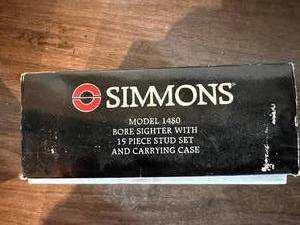 SIMMONS
MODEL 1480
BORE SIGHTER WITH
15 PIECE STUD SET
AND CARRYING CASE